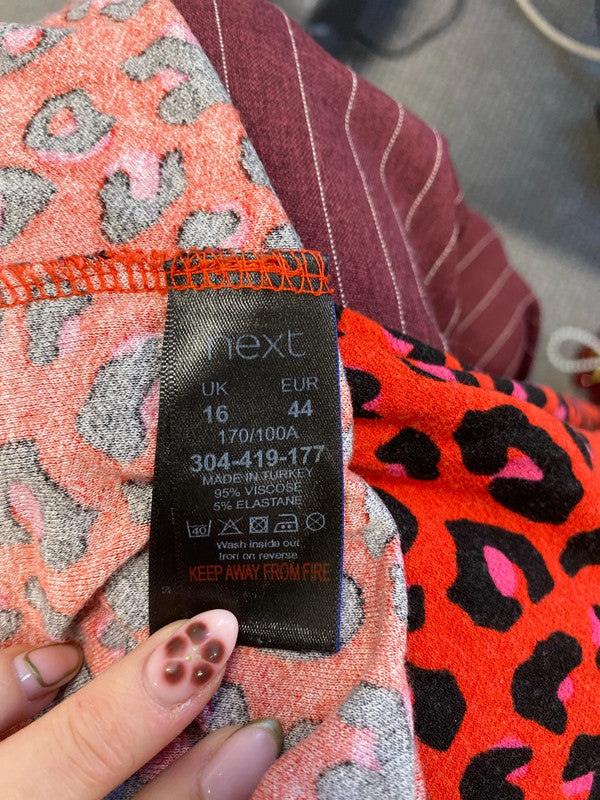 next
UK EUR
16 44
170/100A
304-419-177
MADE IN TURKEY
95% VISCOSE
5% ELASTANE
40
Wash inside out
Iron on reverse
KEEP AWAY FROM FIRE